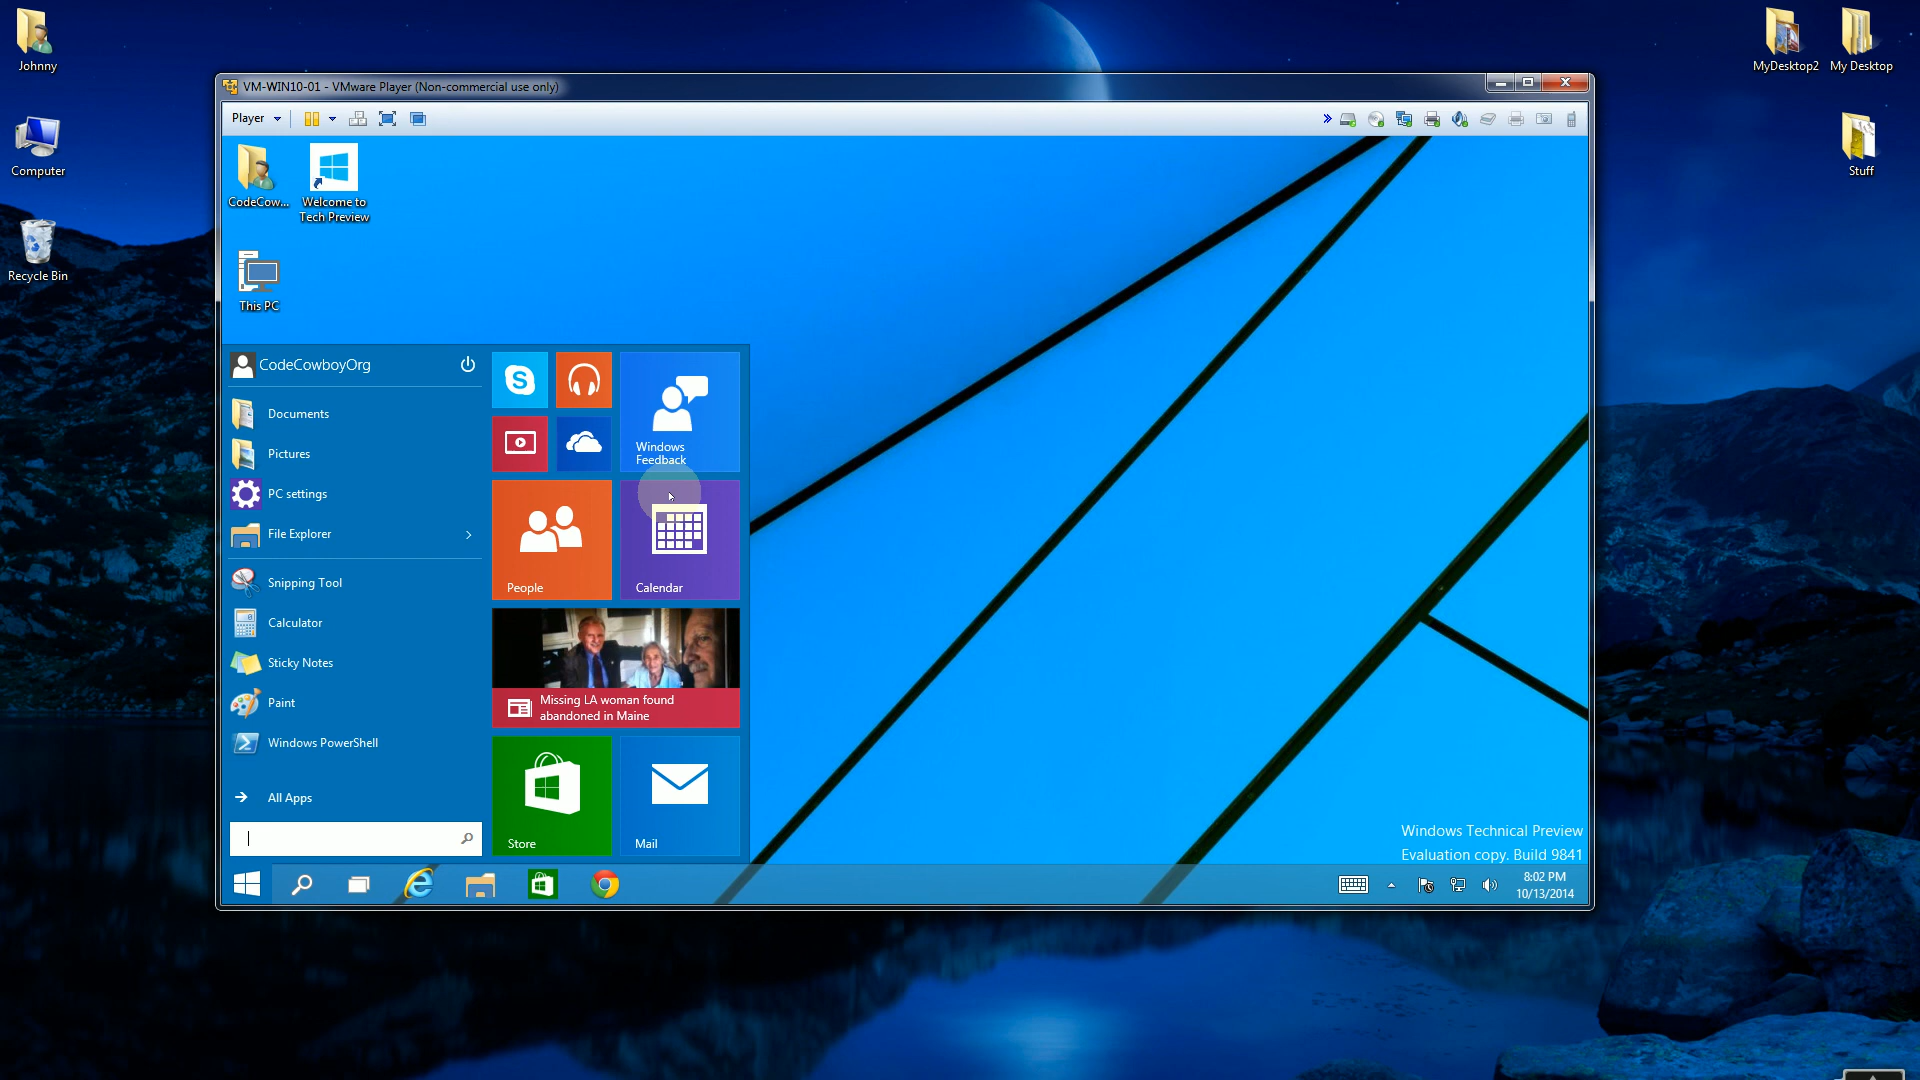 Johnny
Computer
Recycle Bin
MyDesktop2
My Desktop
Stuff
VM-WIN10-01 - VMware Player (Non-commercial use only)
Player
CodeCow...
Welcome to
Tech Preview
This PC
CodeCowboyOrg
Documents
Pictures
PC settings
File Explorer
Snipping Tool
Calculator
Sticky Notes
Paint
Windows PowerShell
All Apps
Windows
Feedback
People
Calendar
Missing LA woman found
abandoned in Maine
Store
Mail
Windows Technical Preview
Evaluation copy. Build 9841
8:02 PM
10/13/2014